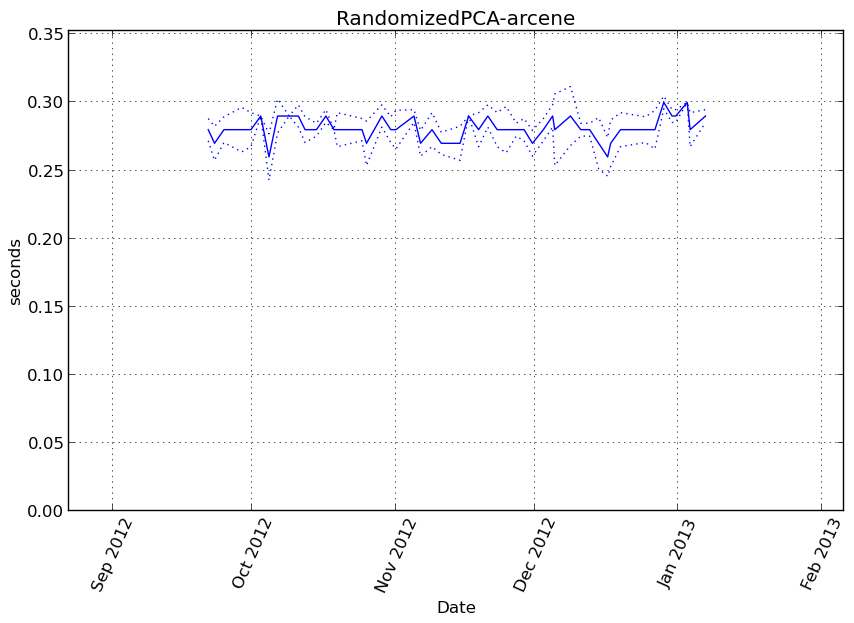 RandomizedPCA-arcene
0.35
0.30
0.25
0.20
0.15
0.10
0.05
0.00
seconds
Sep 2012
Oct 2012
Nov 2012
Dec 2012
Jan 2013
Feb 2013
Date